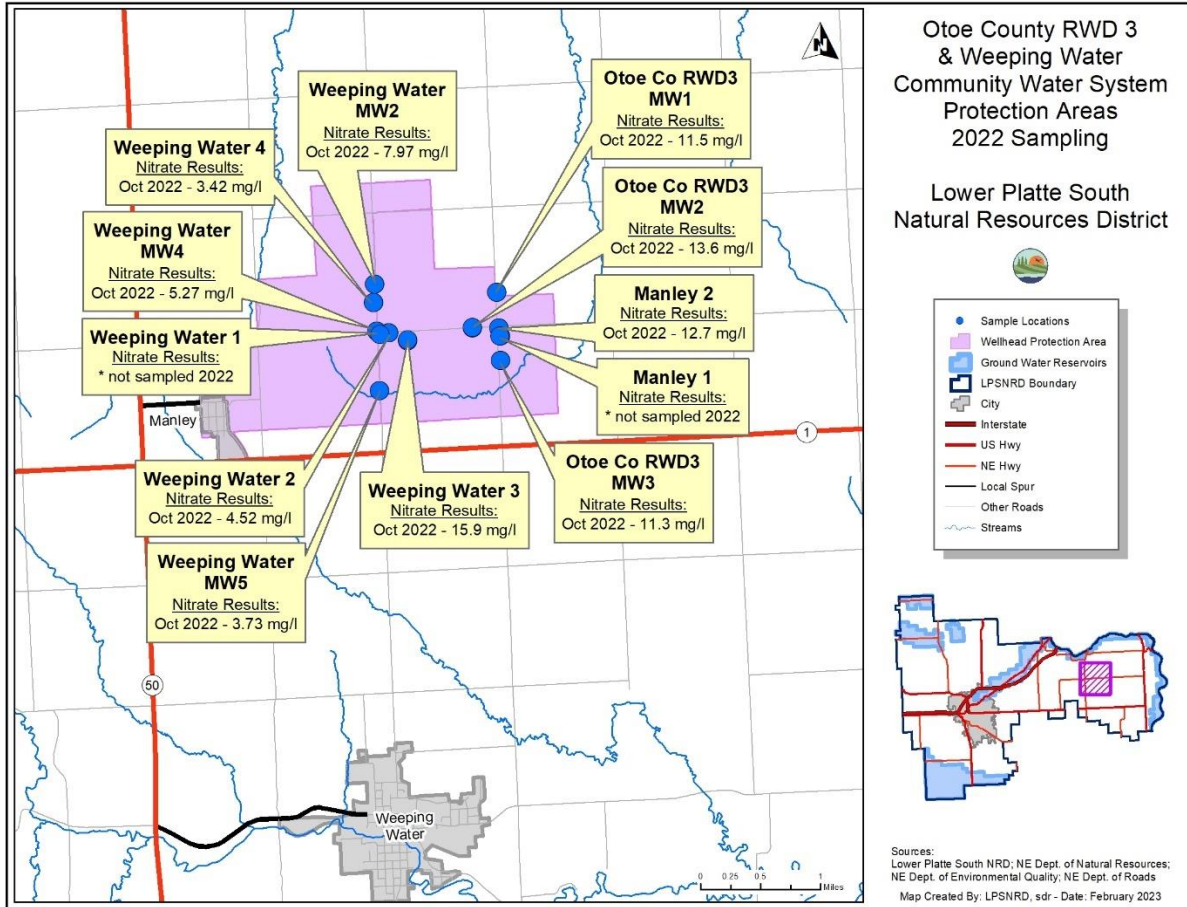 Otoe County RWD 3
& Weeping Water
Community Water System
Protection Areas
2022 Sampling
Lower Platte South
Natural Resources District
N
Weeping Water
MW2
Nitrate Results:
Oct 2022 - 7.97 mg/l
Otoe Co RWD3
MW1
Nitrate Results:
Oct 2022 - 11.5 mg/l
Weeping Water 4
Nitrate Results:
Oct 2022 - 3.42 mg/l
Otoe Co RWD3
MW2
Nitrate Results:
Oct 2022 - 13.6 mg/l
Weeping Water
MW4
Nitrate Results:
Oct 2022 - 5.27 mg/l
Manley 2
Nitrate Results:
Oct 2022 - 12.7 mg/l
Weeping Water 1
Nitrate Results:
* not sampled 2022
Manley 1
Nitrate Results:
* not sampled 2022
Manley
1
Weeping Water 2
Nitrate Results:
Oct 2022 - 4.52 mg/l
Weeping Water 3
Nitrate Results:
Oct 2022 - 15.9 mg/l
Otoe Co RWD3
MW3
Nitrate Results:
Oct 2022 - 11.3 mg/l
Weeping Water
MW5
Nitrate Results:
Oct 2022 - 3.73 mg/l
50
Weeping
Water
0 0.25 0.5 1
Miles
Sample Locations
Wellhead Protection Area
Ground Water Reservoirs
LPSNRD Boundary
City
Interstate
US Hwy
NE Hwy
Local Spur
Other Roads
Streams
Sources:
Lower Platte South NRD; NE Dept. of Natural Resources;
NE Dept. of Environmental Quality; NE Dept. of Roads
Map Created By: LPSNRD, sdr - Date: February 2023